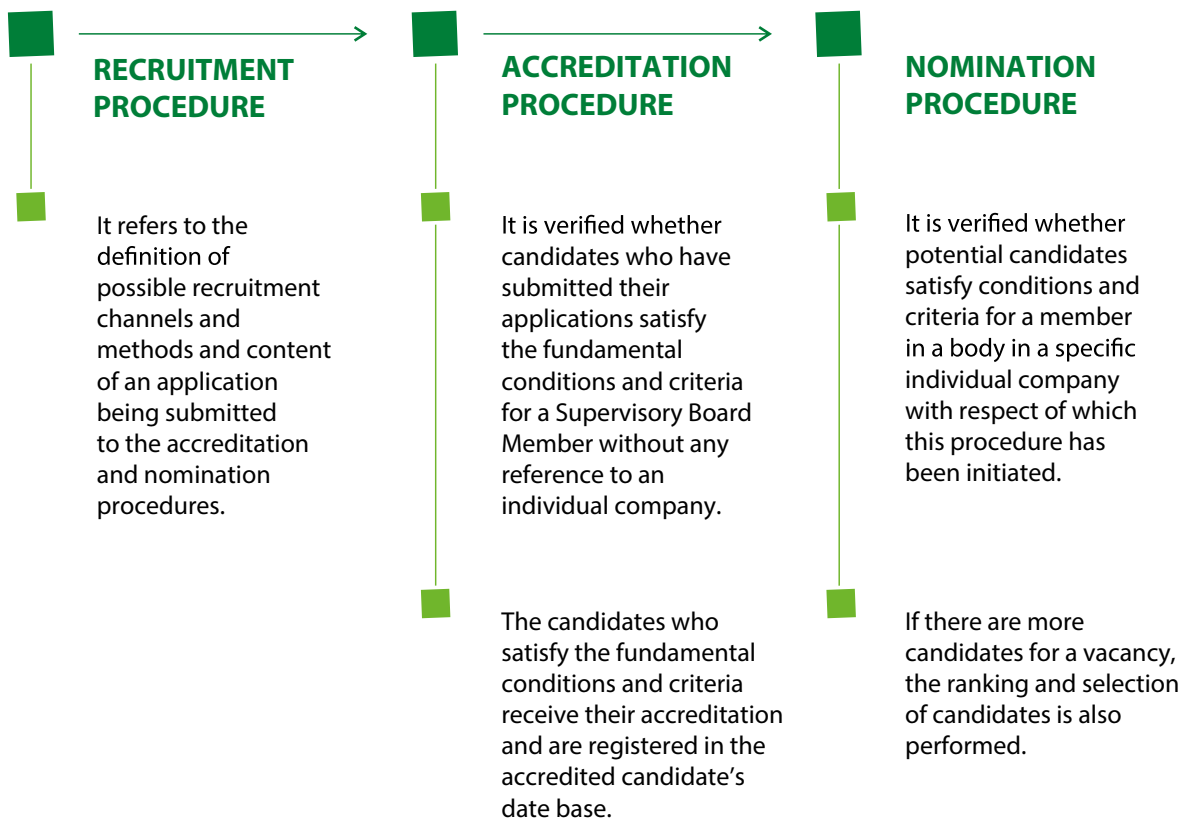 RECRUITMENT
PROCEDURE
It refers to the
definition of
possible recruitment
channels and
methods and content
of an application
being submitted
to the accreditation
and nomination
procedures.
ACCREDITATION
PROCEDURE
It is verified whether
candidates who have
submitted their
applications satisfy
the fundamental
conditions and criteria
for a Supervisory Board
Member without any
reference to an
individual company.
The candidates who
satisfy the fundamental
conditions and criteria
receive their accreditation
and are registered in the
accredited candidate’s
date base.
NOMINATION
PROCEDURE
It is verified whether
potential candidates
satisfy conditions and
criteria for a member
in a body in a specific
individual company
with respect of which
this procedure has
been initiated.
If there are more
candidates for a vacancy,
the ranking and selection
of candidates is also
performed.